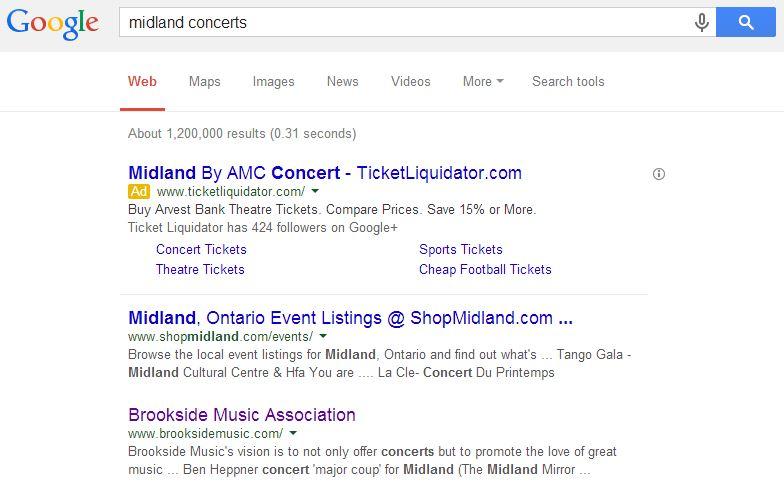 Google midland concerts
Web Maps Images News Videos More Search tools
About 1,200,000 results (0.31 seconds)
Midland By AMC Concert - TicketLiquidator.com
Ad www.ticketliquidator.com/
Buy Arvest Bank Theatre Tickets. Compare Prices. Save 15% or More.
Ticket Liquidator has 424 followers on Google+
Concert Tickets Sports Tickets
Theatre Tickets Cheap Football Tickets
Midland, Ontario Event Listings @ ShopMidland.com ...
www.shopmidland.com/events/
Browse the local event listings for Midland, Ontario and find out what's ... Tango Gala -
Midland Cultural Centre & Hfa You are .... La Cle- Concert Du Printemps
Brookside Music Association
www.brooksidemusic.com/
Brookside Music's vision is to not only offer concerts but to promote the love of great
music ... Ben Heppner concert 'major coup' for Midland (The Midland Mirror ...